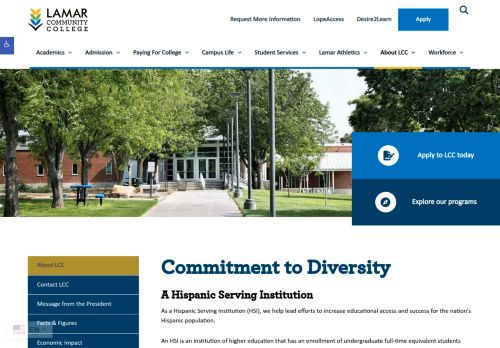 LAMAR
COMMUNITY
COLLEGE
Request More Information
LopeAccess
Desire2Learn
Apply
Academics
Admission
Paying For College
Campus Life
Student Services
Lamar Athletics
About LCC
Workforce
Apply to LCC today
Explore our programs
About LCC
Contact LCC
Message from the President
Facts & Figures
EN
Economic Impact
Commitment to Diversity
A Hispanic Serving Institution
As a Hispanic Serving Institution (HSI), we help lead efforts to increase educational access and success for the nation's
Hispanic population.
An HSI is an institution of higher education that has an enrollment of undergraduate full-time equivalent students